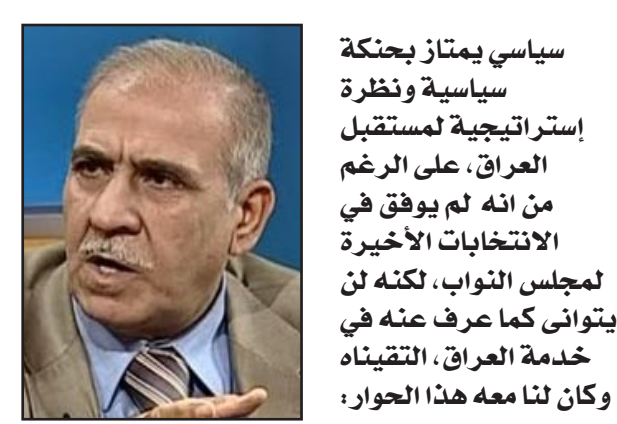 سياسي يمتاز بحنكة
سياسية ونظرة
إستراتيجية لمستقبل
العراق، على الرغم
من انه لم يوفق في
الانتخابات الأخيرة
لمجلس النواب، لكنه لن
يتوانى كما عرف عنه في
خدمة العراق، التقيناه
وكان لنا معه هذا الحوار: